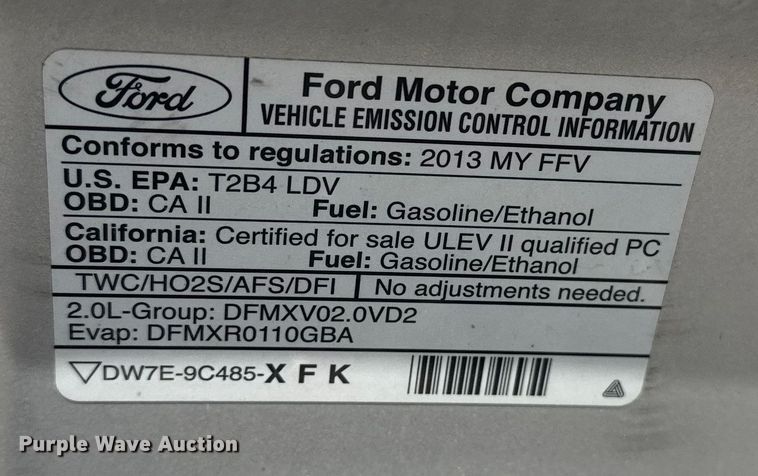 Ford
Ford Motor Company
VEHICLE EMISSION CONTROL INFORMATION
Conforms to regulations: 2013 MY FFV
U.S. EPA: T2B4 LDV
OBD: CA II Fuel: Gasoline/Ethanol
California: Certified for sale ULEV II qualified PC
OBD: CA II Fuel: Gasoline/Ethanol
TWC/HO2S/AFS/DFI No adjustments needed.
2.0L-Group: DFMXV02.0VD2
Evap: DFMXR0110GBA
DW7E-9C485-X F K
Purple Wave Auction